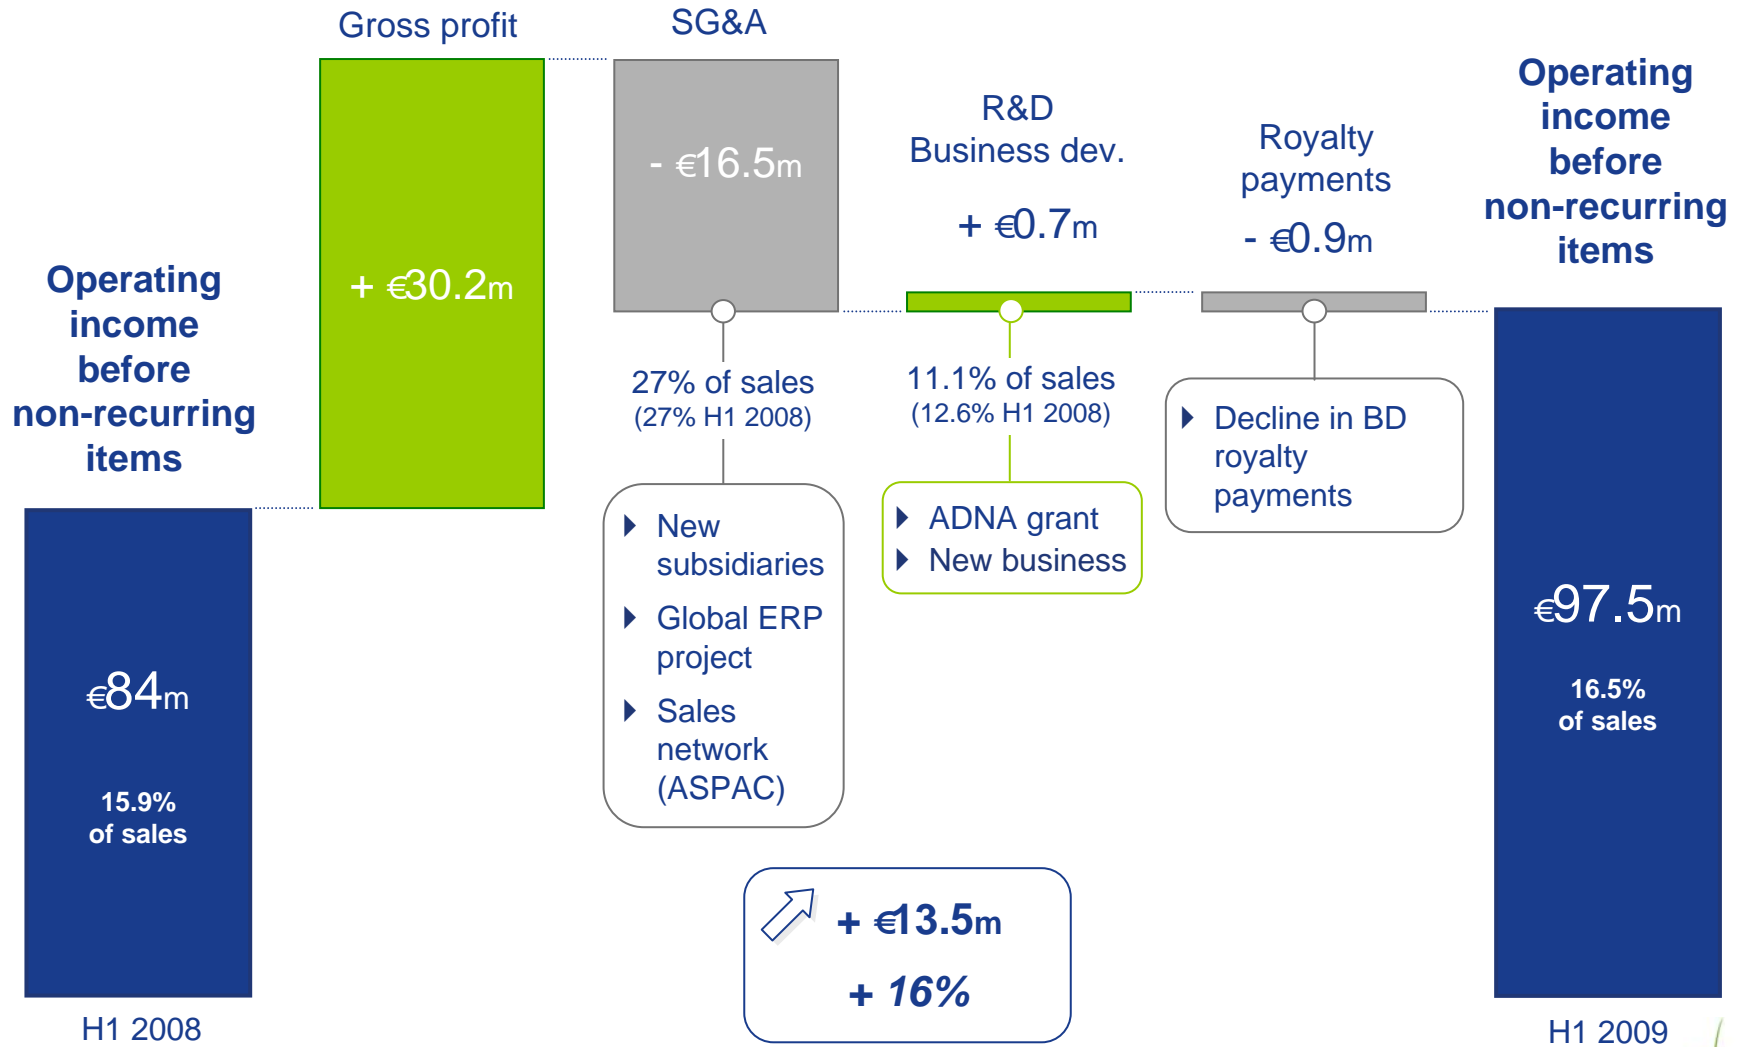 Gross profit
SG&A
Operating
income
before
non-recurring
items
€84m
15.9%
of sales
H1 2008
+ €30.2m
- €16.5m
27% of sales
(27% H1 2008)
New
subsidiaries
Global ERP
project
Sales
network
(ASPAC)
R&D
Business dev.
+ €0.7m
11.1% of sales
(12.6% H1 2008)
ADNA grant
New business
Royalty
payments
- €0.9m
Decline in BD
royalty
payments
Operating
income
before
non-recurring
items
€97.5m
16.5%
of sales
H1 2009
+ €13.5m
+ 16%